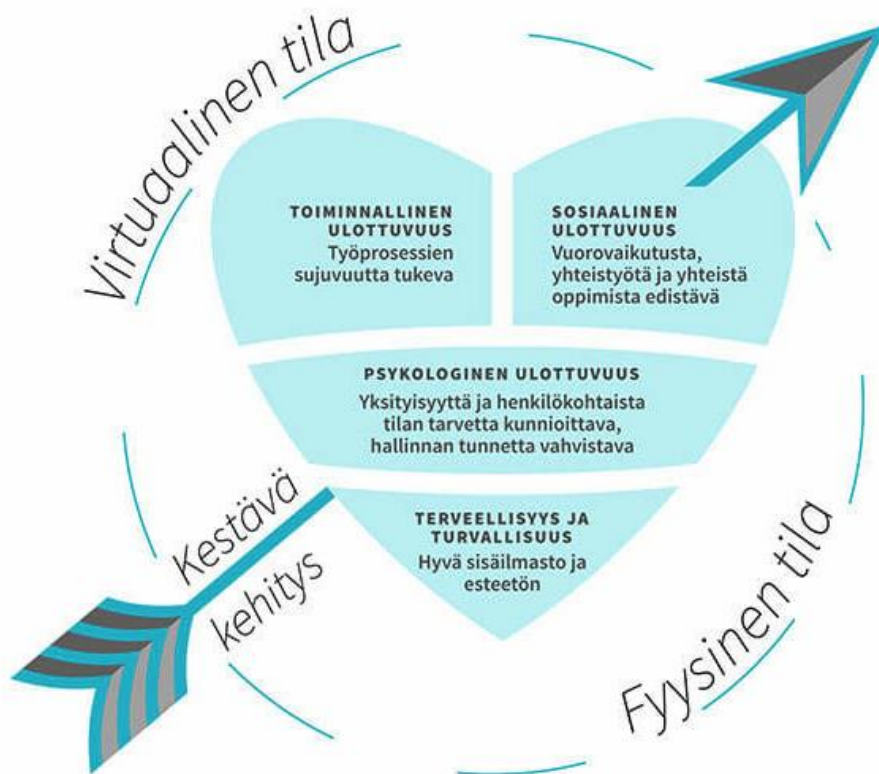 Virtuaalinen tila
TOIMINNALLINEN
ULOTTUVUUS
Työprosessien
sujuvuutta tukeva
SOSIAALINEN
ULOTTUVUUS
Vuorovaikutusta,
yhteistyötä ja yhteistä
oppimista edistävä
PSYKOLOGINEN ULOTTUVUUS
Yksityisyyttä ja henkilökohtaista
tilan tarvetta kunnioittava,
hallinnan tunnetta vahvistava
TERVEELLISYYS JA
TURVALLISUUS
Hyvä sisäilmasto ja
esteetön
Kestävä
kehitys
Fyysinen tila